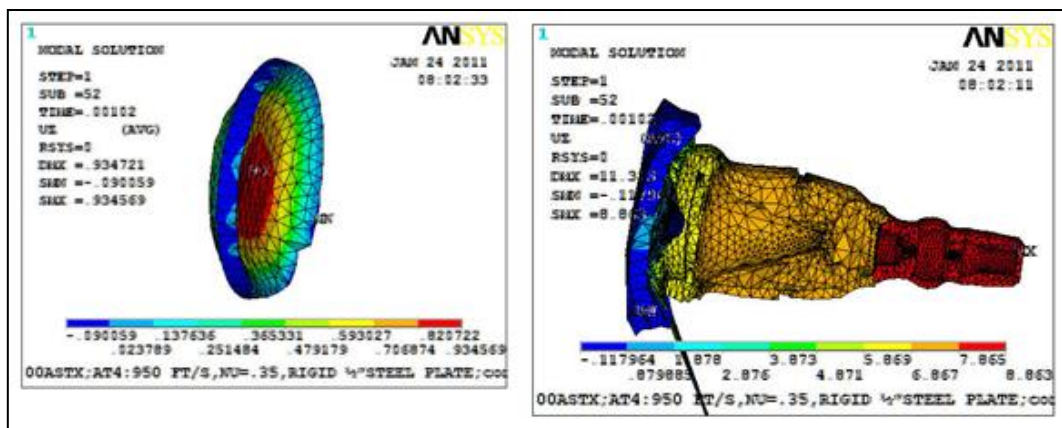 1
ANSYS
NODAL SOLUTION
JAN 24 2011
08:02:33
STEP=1
SUB =52
TIME=.00102
UZ (AVG)
RSYS=0
DMX =.934721
SMN =-.090059
SMX =.934569
MX
MN
-.090059 .137636 .365331 .593027 .820722
.023789 .251484 .479179 .706874 .934569
00ASTX;AT4:950 FT/S,NU=.35,RIGID ½"STEEL PLATE;
1
ANSYS
NODAL SOLUTION
JAN 24 2011
08:02:11
STEP=1
SUB =52
TIME=.00102
UZ
RSYS=0
3.873 5.869 7.865
.879885 2.876 4.871 6.867 8.863
-.117964
00ASTX;AT4:950 FT/S,NU=.35,RIGID ½"STEEL PLATE;